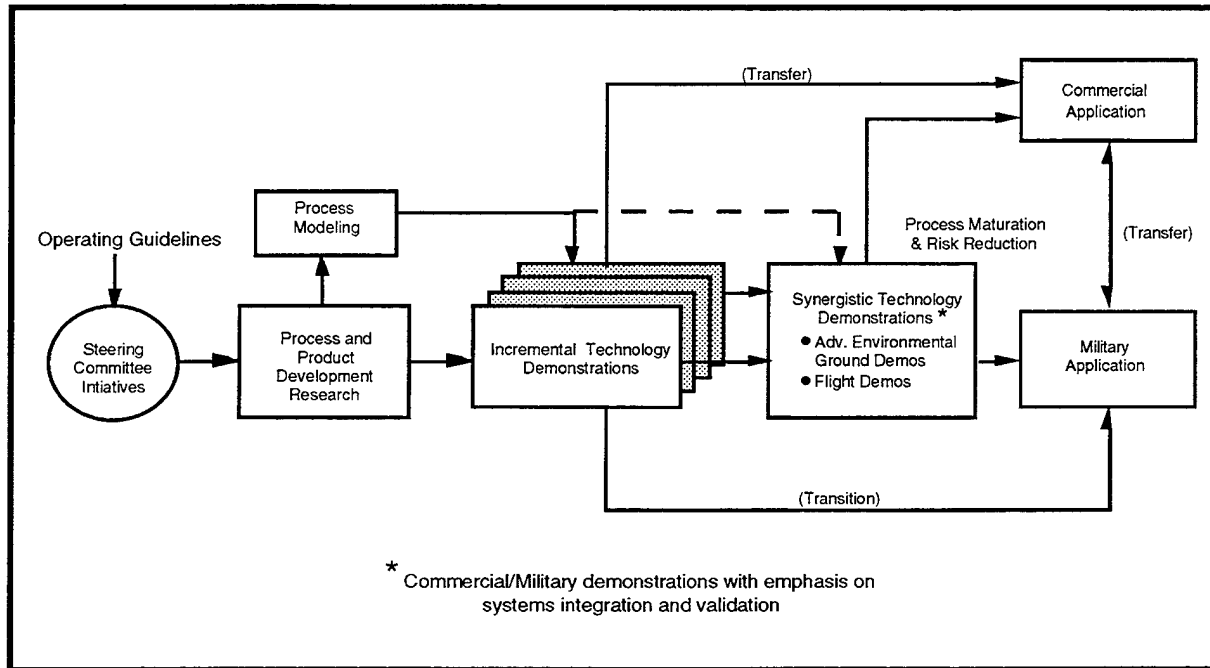 (Transfer)
Commercial
Application
Process
Modeling
Operating Guidelines
Process Maturation
& Risk Reduction
(Transfer)
Steering
Committee
Intiatives
Process and
Product
Development
Research
Incremental Technology
Demonstrations
Synergistic Technology
Demonstrations *
● Adv. Environmental
Ground Demos
● Flight Demos
Military
Application
(Transition)
* Commercial/Military demonstrations with emphasis on
systems integration and validation